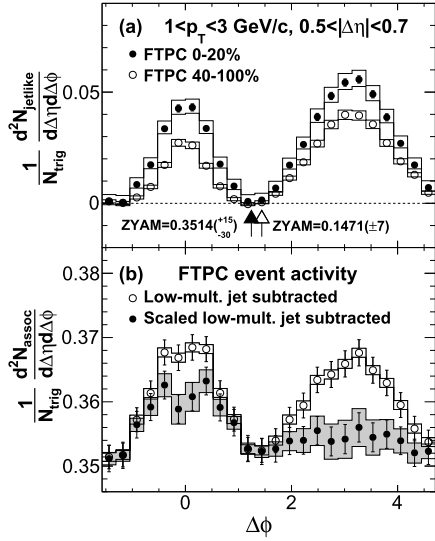 (a) 1<p_T<3 GeV/c, 0.5<|Δη|<0.7
● FTPC 0-20%
○ FTPC 40-100%
1/N_trig d²N_jetlike/dΔηdΔϕ
0.05
0
ZYAM=0.3514(+15 -30) ZYAM=0.1471(±7)
0.38
(b) FTPC event activity
○ Low-mult. jet subtracted
● Scaled low-mult. jet subtracted
1/N_trig d²N_assoc/dΔηdΔϕ
0.37
0.36
0.35
0 2 4
Δϕ